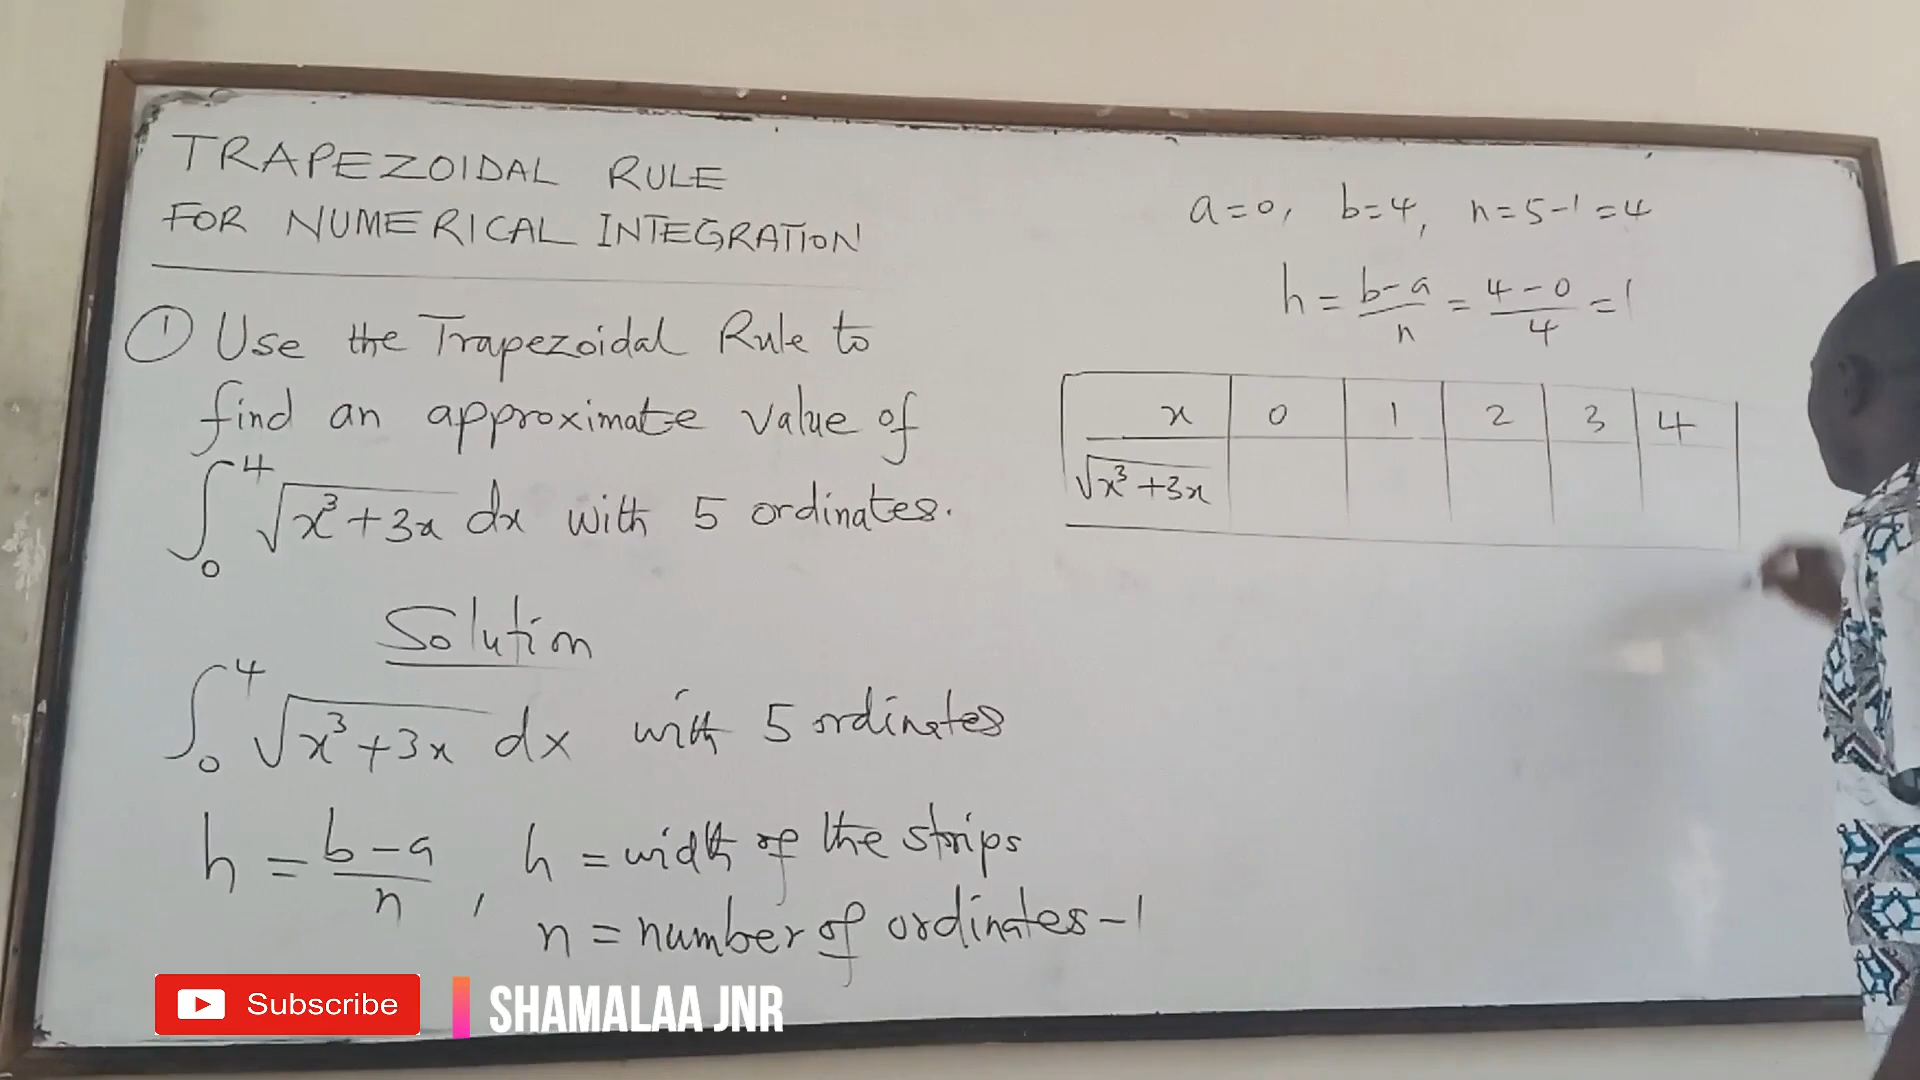 TRAPEZOIDAL RULE
FOR NUMERICAL INTEGRATION
① Use the Trapezoidal Rule to
find an approximate value of
∫₀⁴ √(x³+3x) dx with 5 ordinates.
Solution
∫₀⁴ √(x³+3x) dx with 5 ordinates
h = (b-a)/n , h = width of the strips
n = number of ordinates-1
a=0, b=4, n=5-1=4
h = (b-a)/n = (4-0)/4 = 1
x 0 1 2 3 4
√(x³+3x)
Subscribe
SHAMALAA JNR